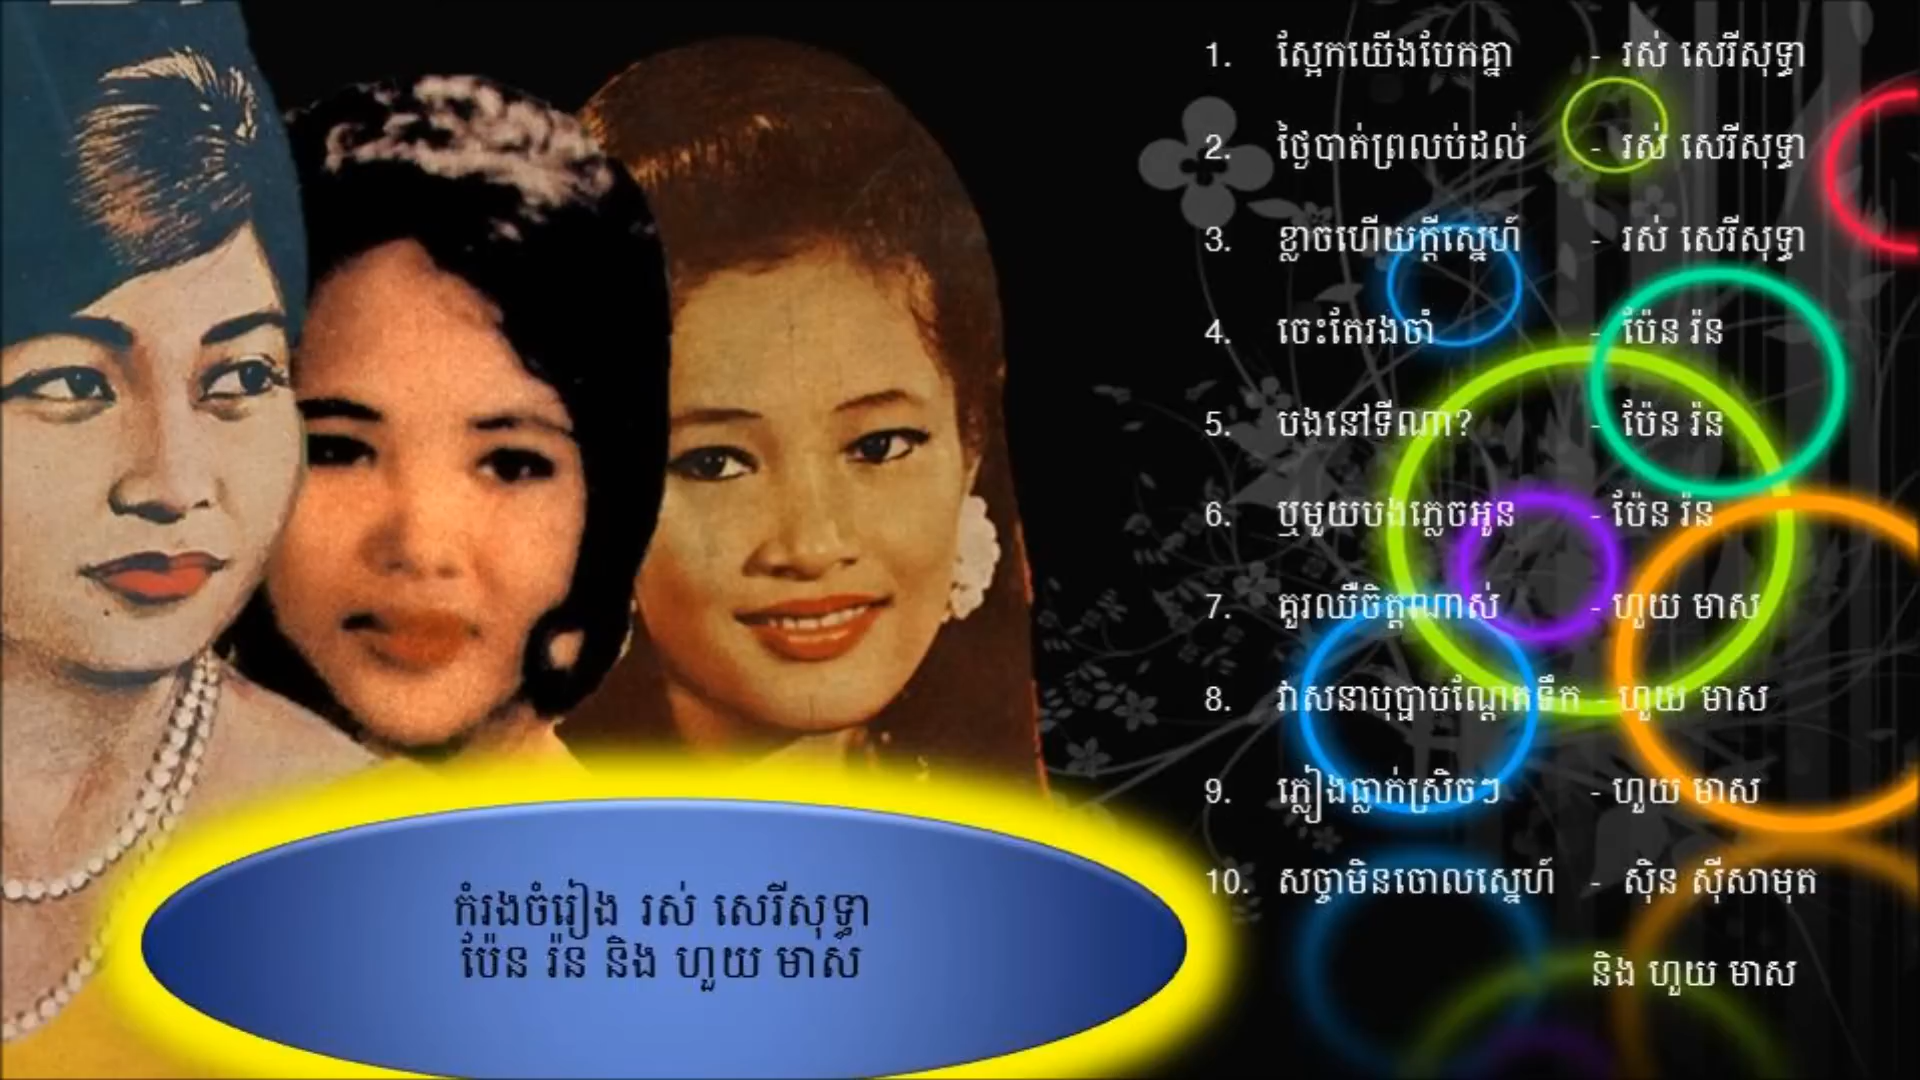 1. ស្អែកយើងបែកគ្នា - រស់ សេរីសុទ្ធា
2. ថ្ងៃបាត់ព្រលប់ដល់ - រស់ សេរីសុទ្ធា
3. ខ្លាចហើយក្តីស្នេហ៍ - រស់ សេរីសុទ្ធា
4. ចេះតែរងចាំ - ប៉ែន រ៉ន
5. បងនៅទីណា? - ប៉ែន រ៉ន
6. ឬមួយបងភ្លេចអូន - ប៉ែន រ៉ន
7. គួរឈឺចិត្តណាស់ - ហួយ មាស
8. វាសនាបុប្ផាបណ្តែតទឹក - ហួយ មាស
9. ភ្លៀងធ្លាក់ស្រិចៗ - ហួយ មាស
10. សច្ចាមិនចោលស្នេហ៍ - ស៊ិន ស៊ីសាមុត
និង ហួយ មាស
កំរងចំរៀង រស់ សេរីសុទ្ធា
ប៉ែន រ៉ន និង ហួយ មាស